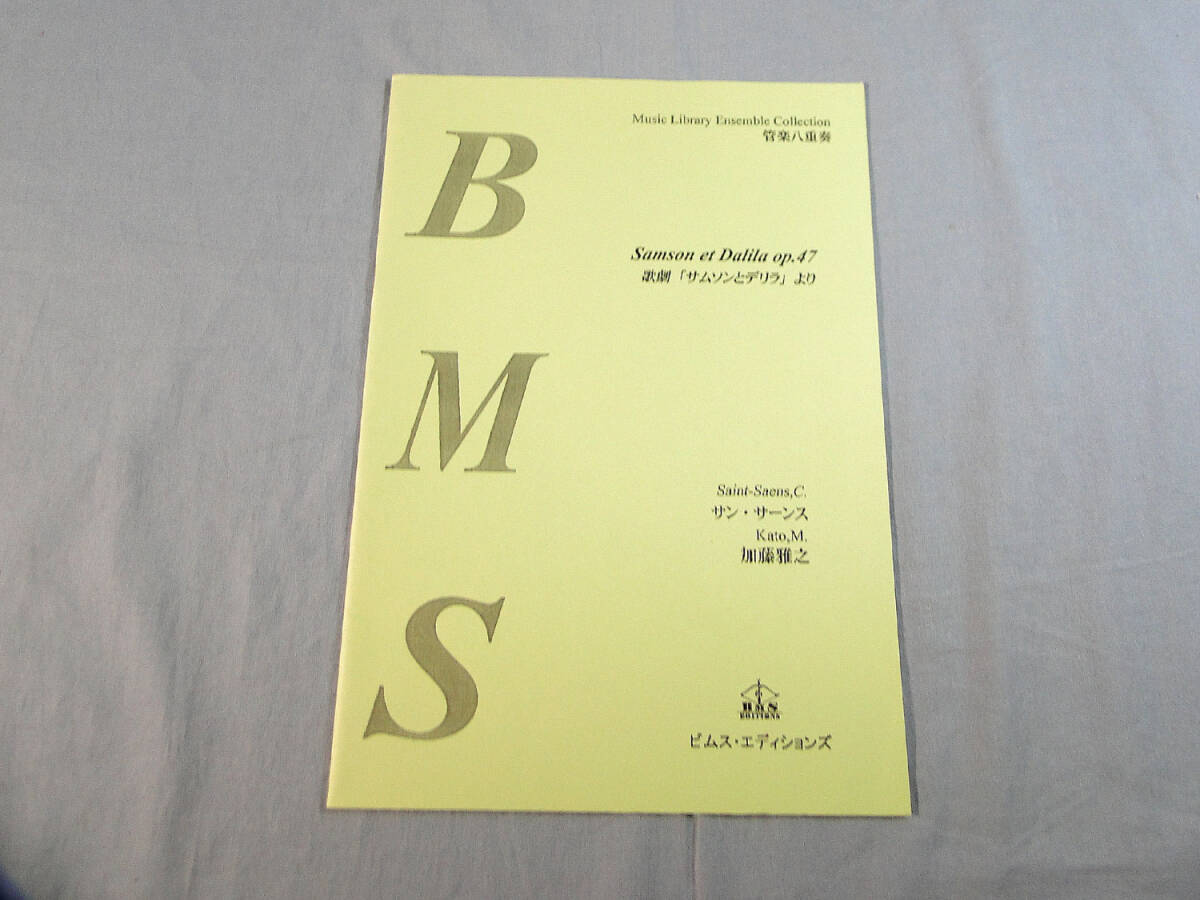 B
M
S
Music Library Ensemble Collection
管楽八重奏
Samson et Dalila op.47
歌劇「サムソンとデリラ」より
Saint-Saens,C.
サン・サーンス
Kato,M.
加藤雅之
BMS
EDITIONS
ビムス・エディションズ